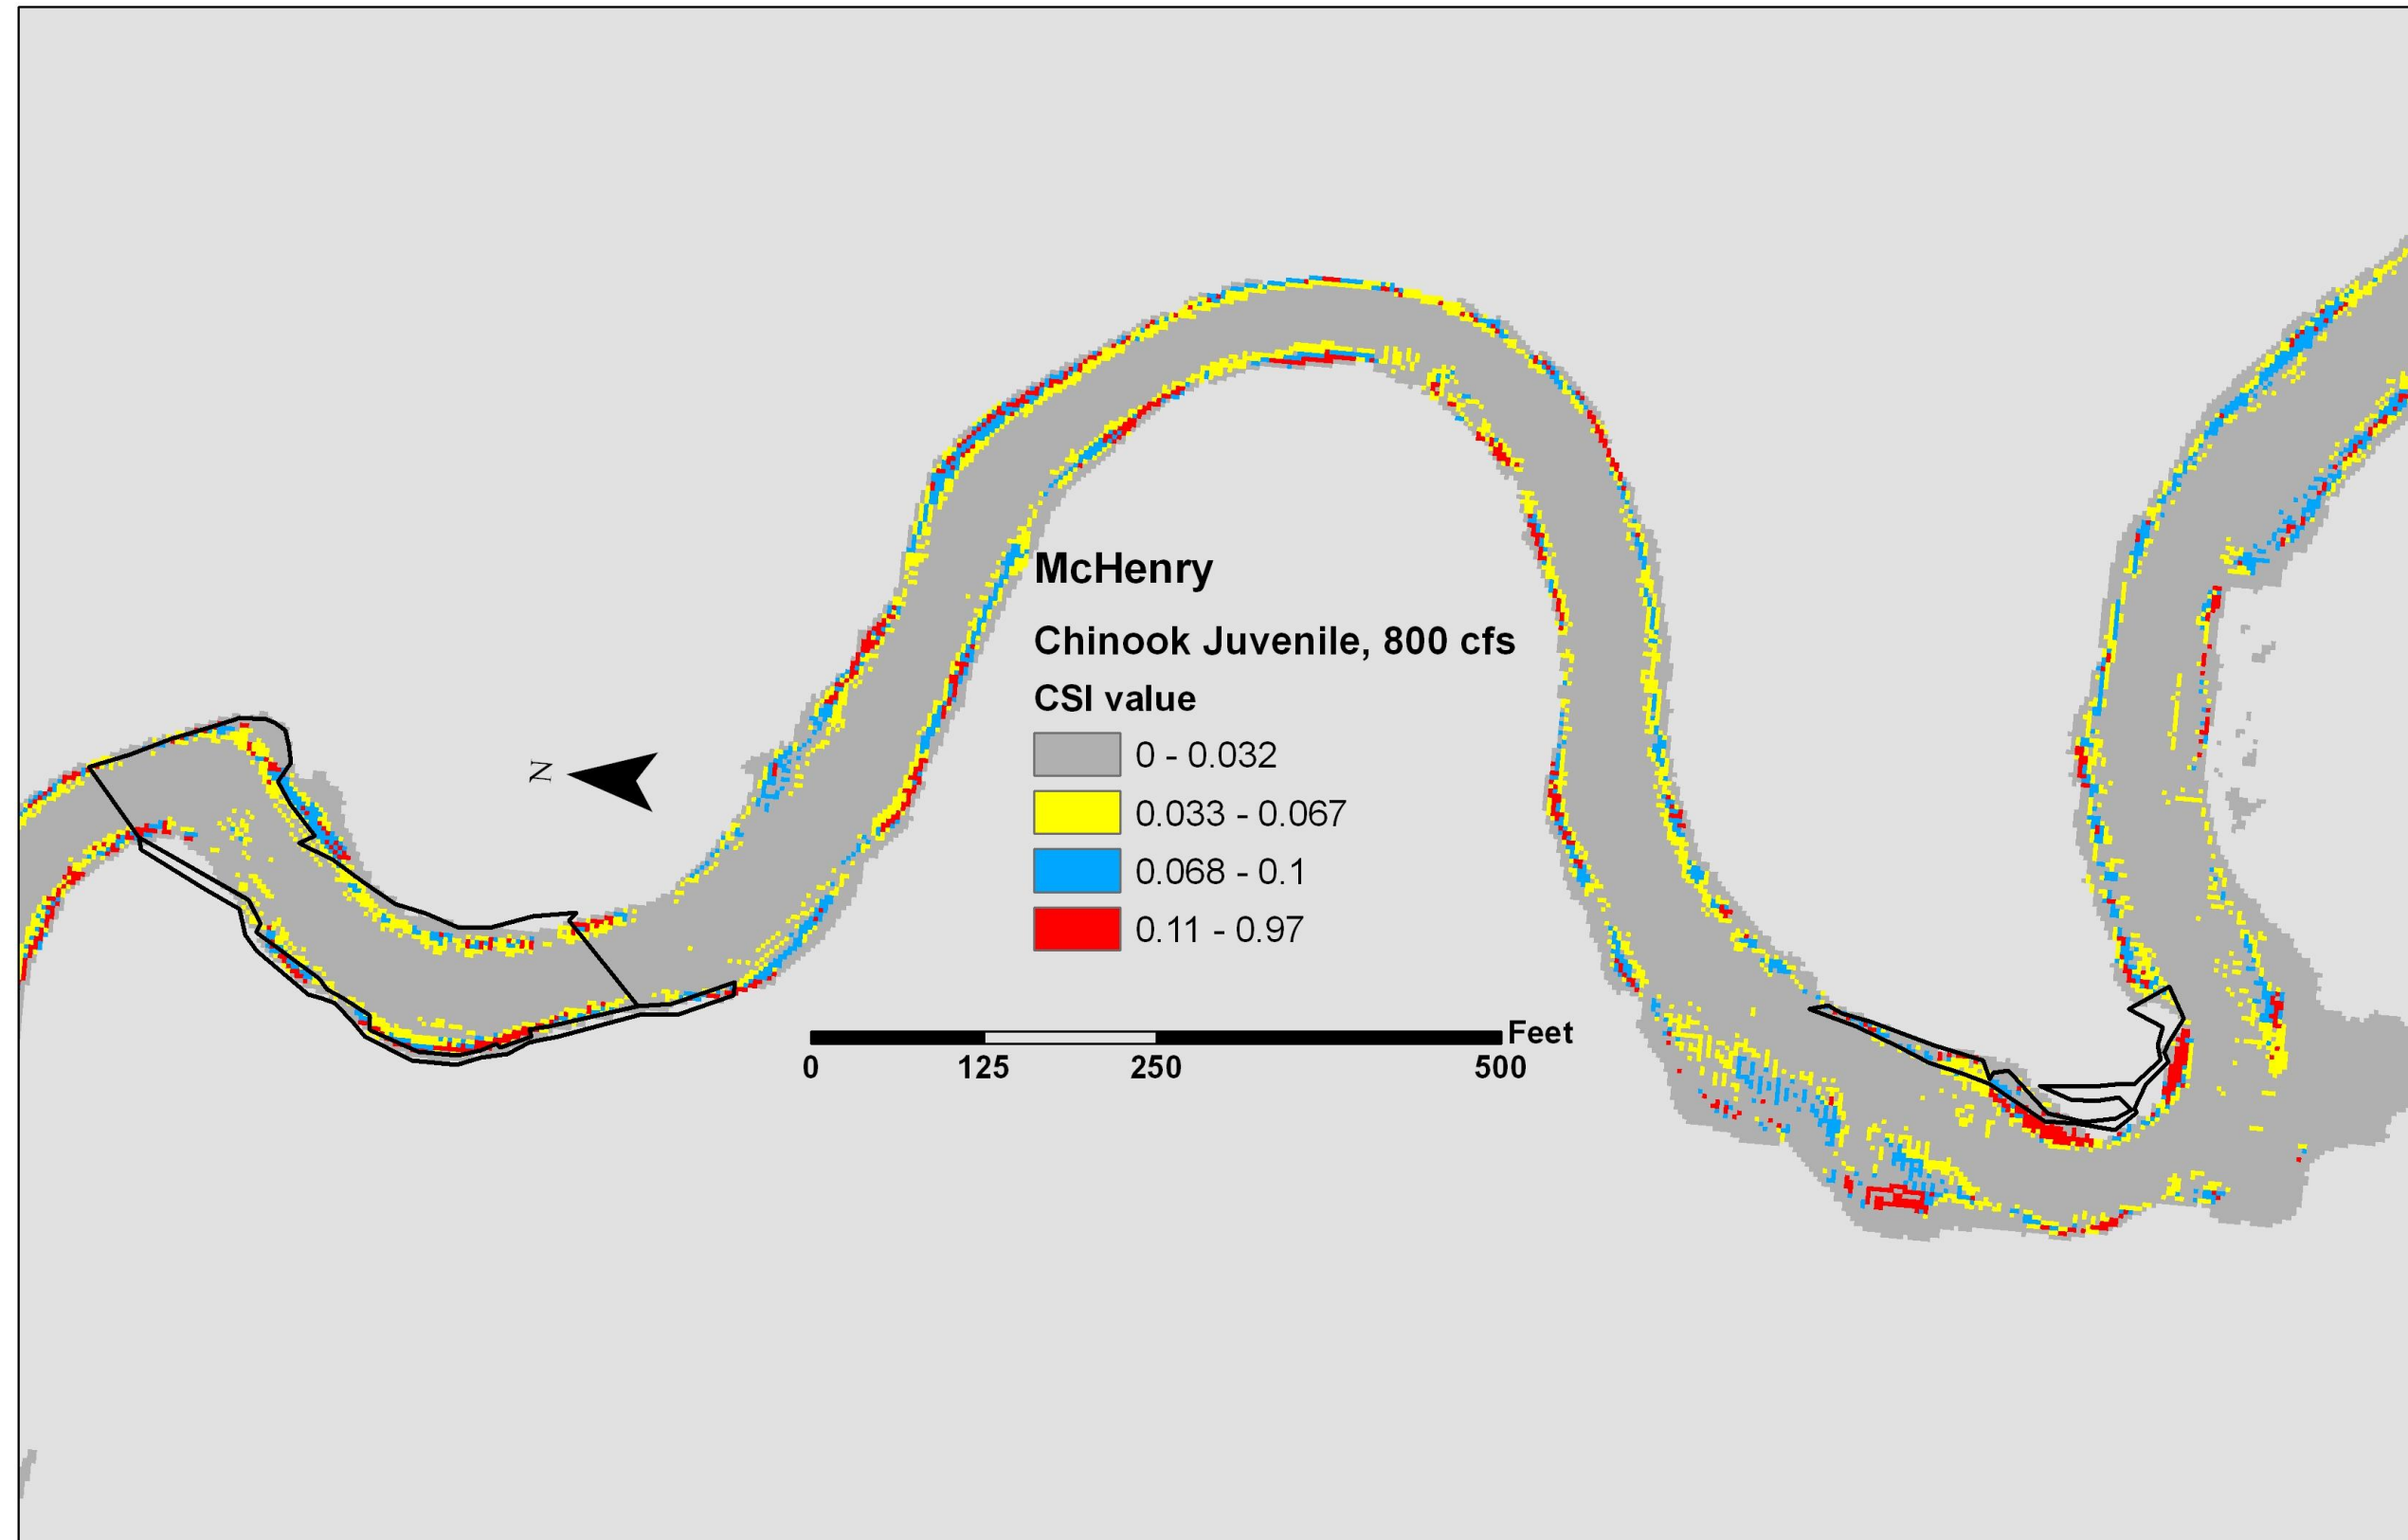 McHenry
Chinook Juvenile, 800 cfs
CSI value
0 - 0.032
0.033 - 0.067
0.068 - 0.1
0.11 - 0.97
N
Feet
0 125 250 500